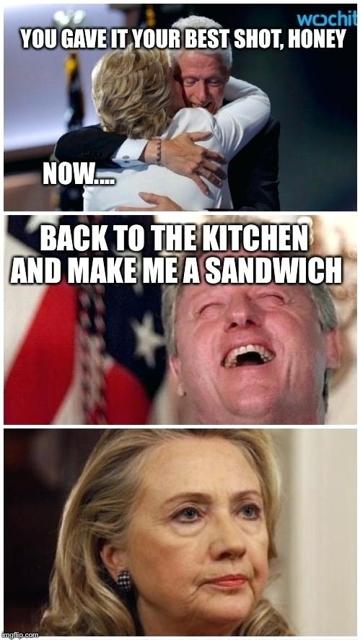 wochit
YOU GAVE IT YOUR BEST SHOT, HONEY
NOW....
BACK TO THE KITCHEN
AND MAKE ME A SANDWICH
imgflip.com